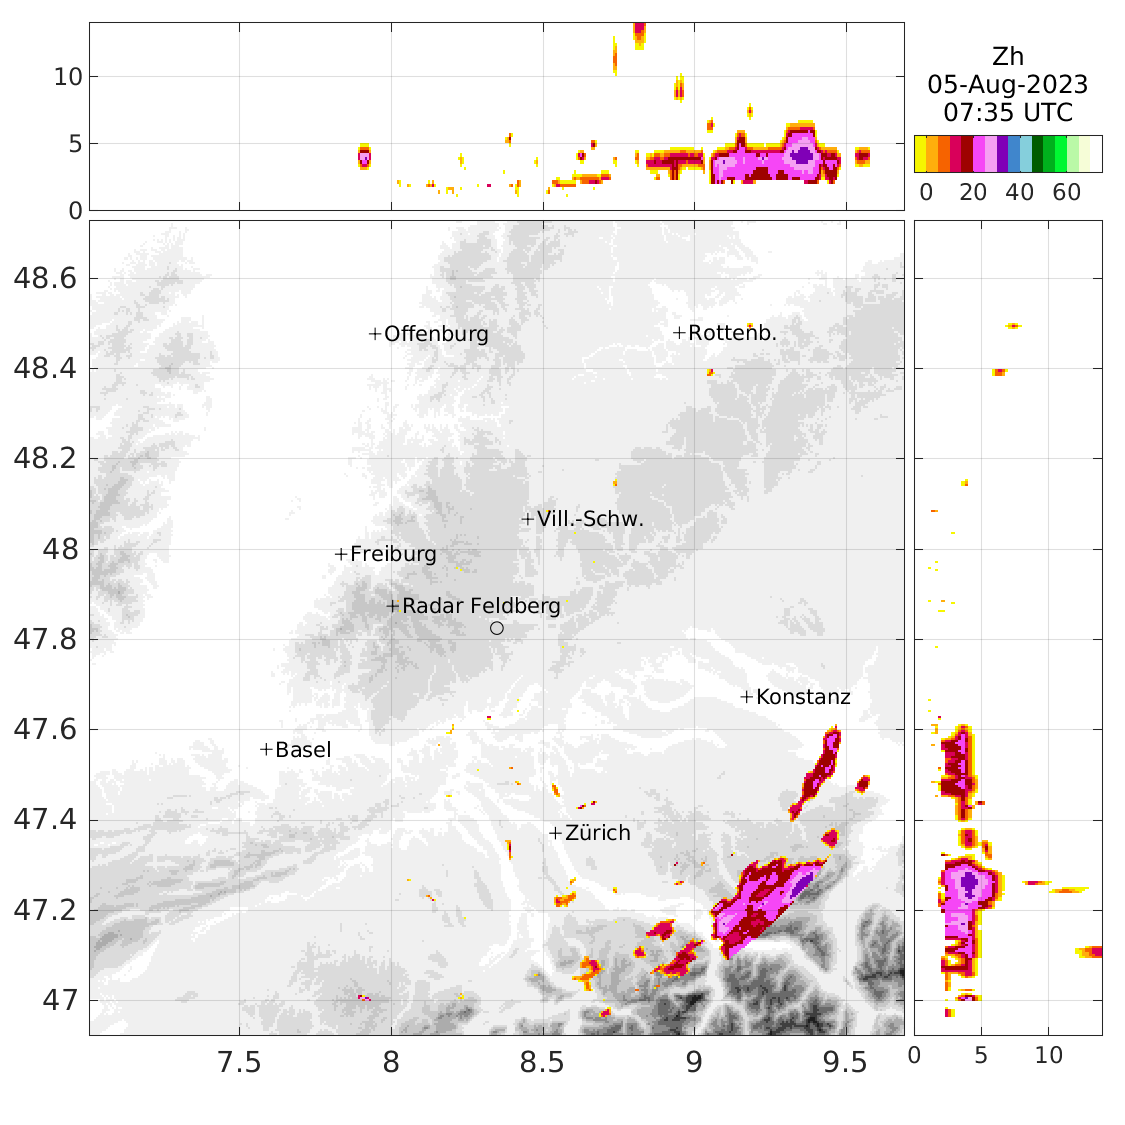 10
5
0
Zh
05-Aug-2023
07:35 UTC
0 20 40 60
48.6
48.4
48.2
48
47.8
47.6
47.4
47.2
47
+Offenburg
+Rottenb.
+Vill.-Schw.
+Freiburg
+Radar Feldberg
+Konstanz
+Basel
+Zürich
7.5 8 8.5 9 9.5
0 5 10